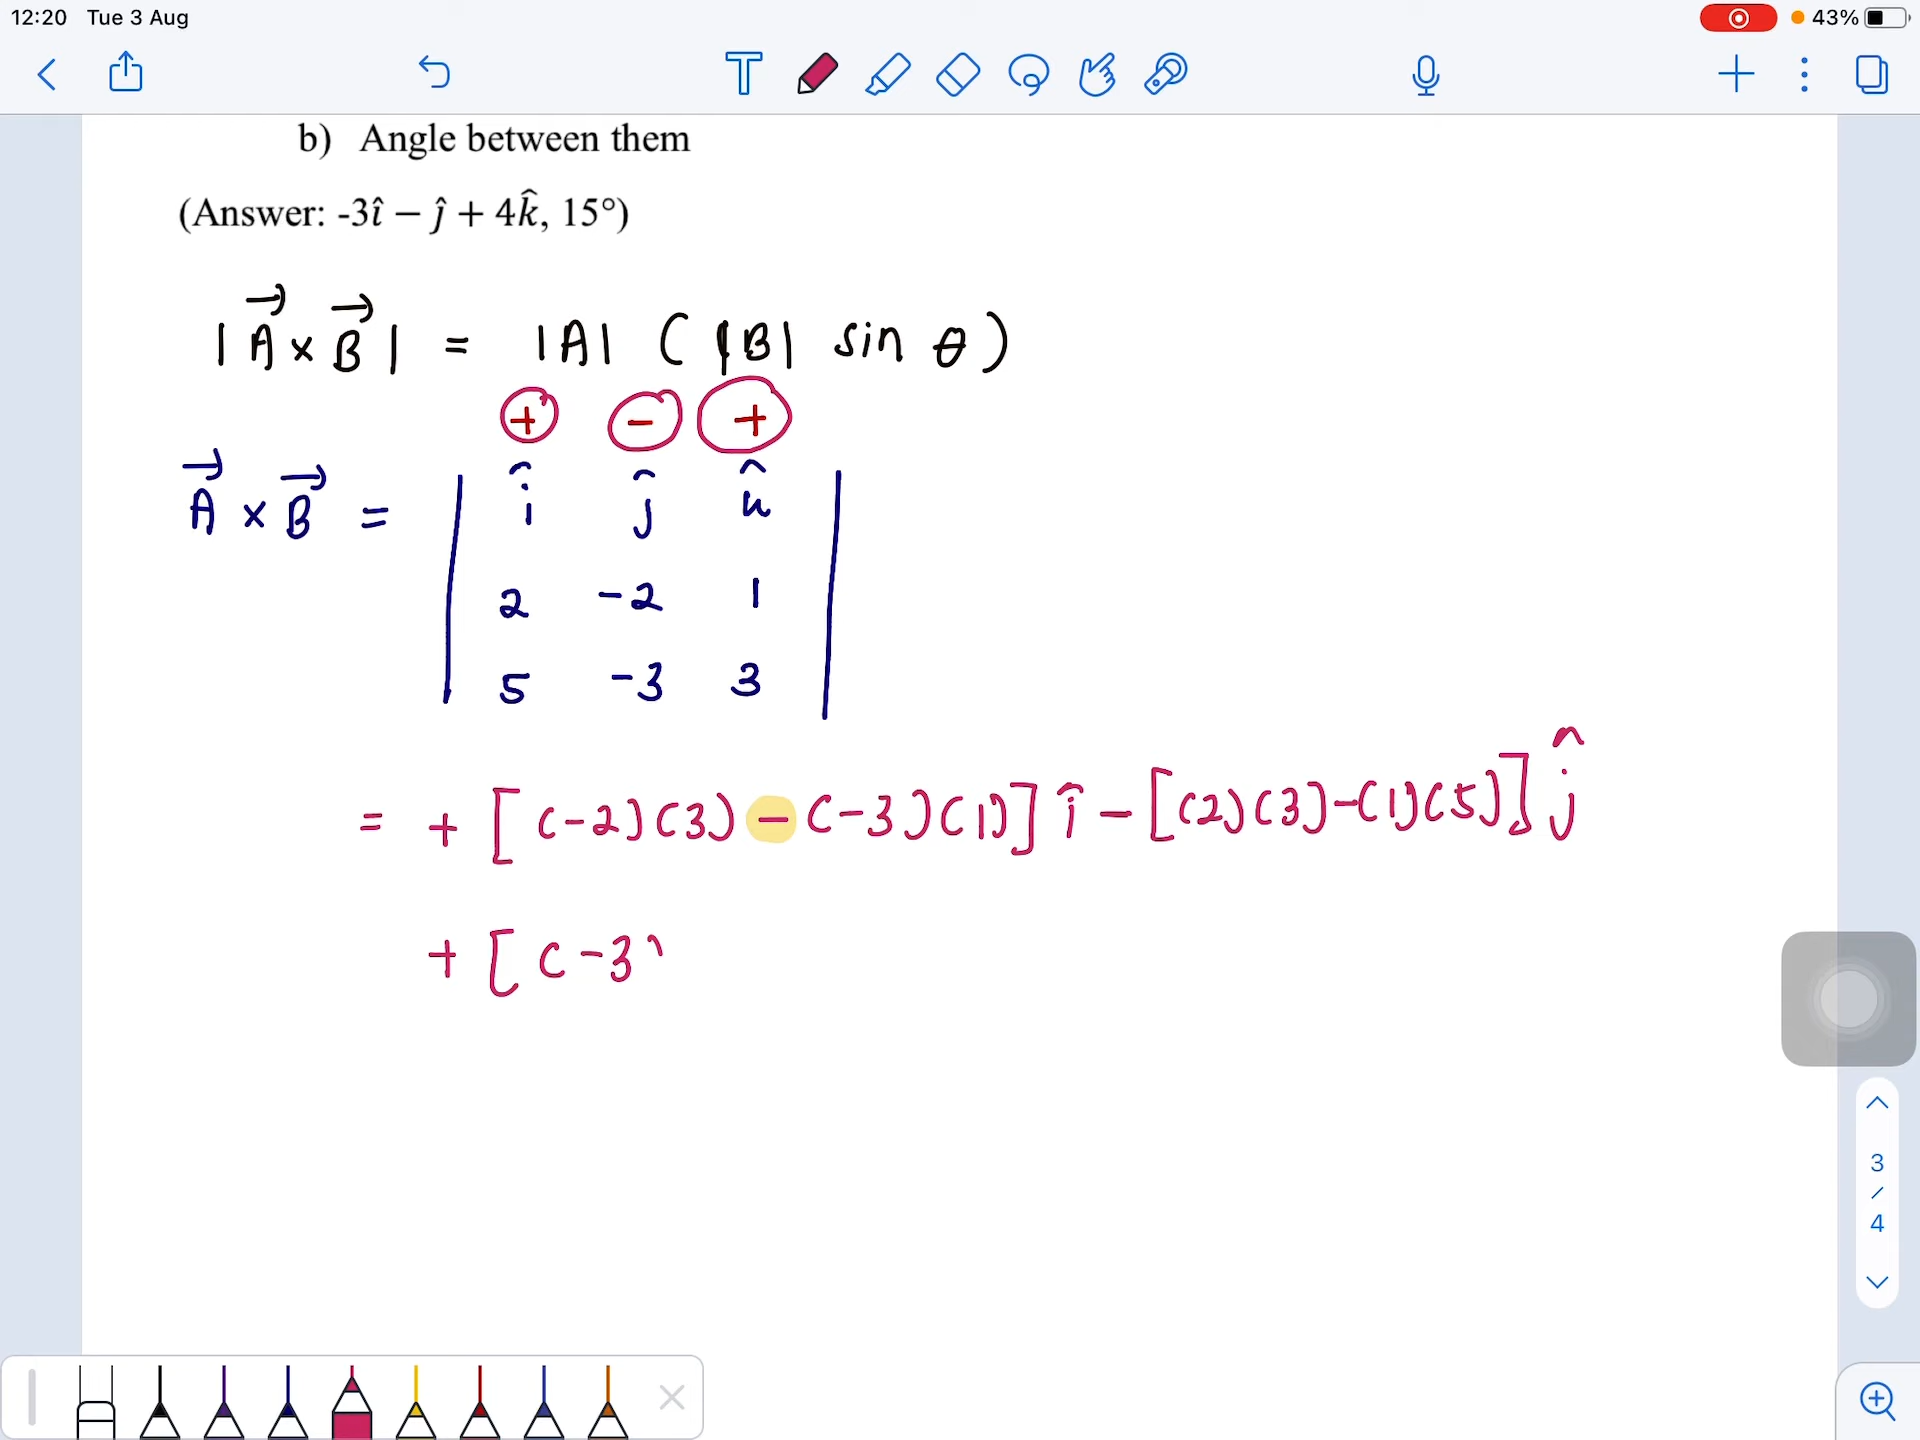 12:20 Tue 3 Aug 43%
b) Angle between them
(Answer: -3î − ĵ + 4k̂, 15°)
|A⃗ × B⃗| = |A| (|B| sin θ)
+ − +
A⃗ × B⃗ = | î ĵ k̂ |
2 -2 1
5 -3 3
= + [(-2)(3) − (-3)(1)] î − [(2)(3)-(1)(5)] ĵ
+ [(-3)
3
/
4